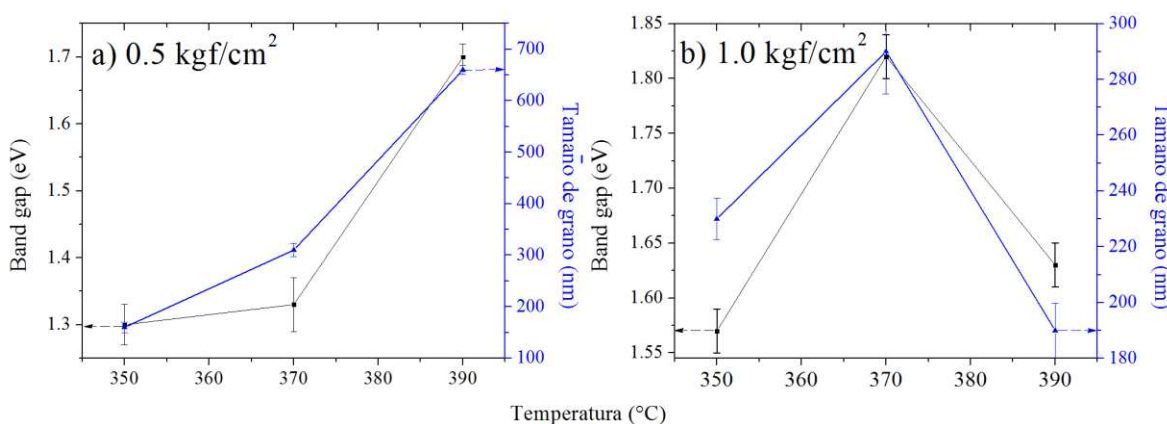 a) 0.5 kgf/cm²
Band gap (eV)
1.7
1.6
1.5
1.4
1.3
700
600
500
400
300
200
100
Tamano de grano (nm)
350 360 370 380 390
b) 1.0 kgf/cm²
Band gap (eV)
1.85
1.80
1.75
1.70
1.65
1.60
1.55
300
280
260
240
220
200
180
Tamano de grano (nm)
350 360 370 380 390
Temperatura (°C)